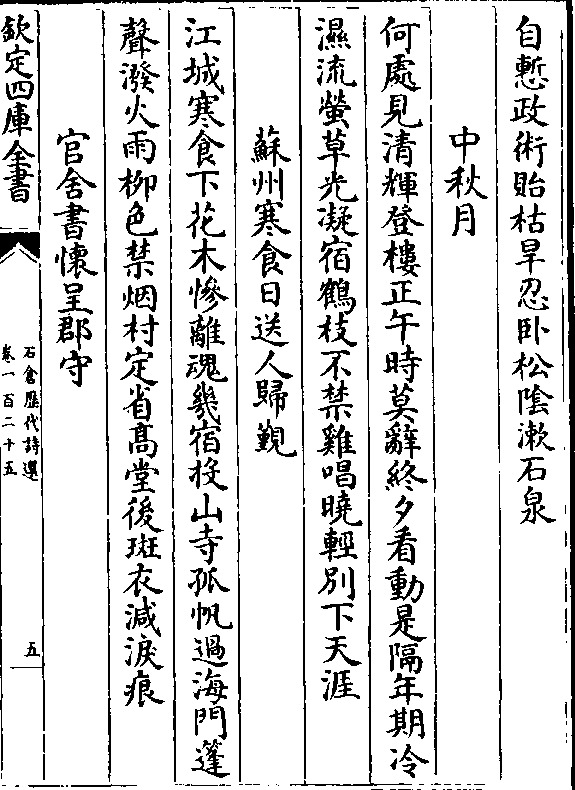 自慙政術貽枯旱忍卧松陰漱石泉
中秋月
何處見清輝登樓正午時莫辭終夕看動是隔年期冷
濕流螢草光凝宿鶴枝不禁雞唱曉輕別下天涯
蘇州寒食日送人歸覲
江城寒食下花木慘離魂幾宿投山寺孤帆過海門蓬
聲潑火雨柳色禁烟村定省髙堂後斑衣減淚痕
官舍書懷呈郡守
欽定四庫全書
石倉歴代詩選
卷一百二十五
五